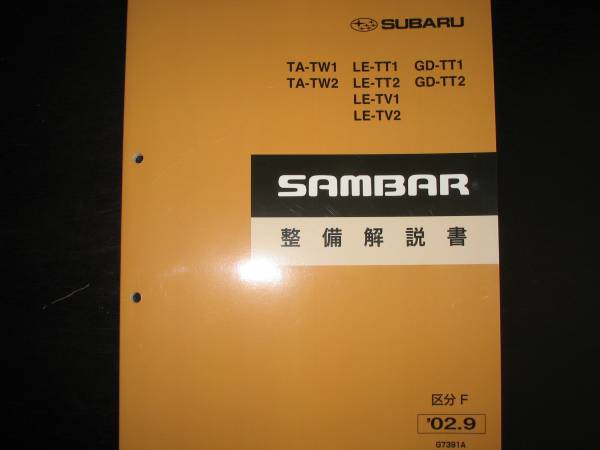 SUBARU
TA-TW1 LE-TT1 GD-TT1
TA-TW2 LE-TT2 GD-TT2
LE-TV1
LE-TV2
SAMBAR
整備解説書
区分 F
'02.9
G7391A